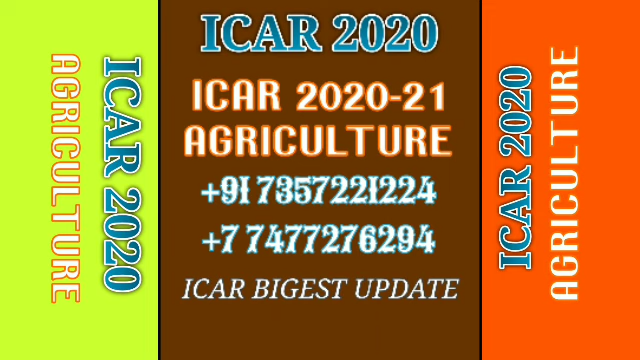 AGRICULTURE
ICAR 2020
ICAR 2020
ICAR 2020-21
AGRICULTURE
+91 7357221224
+7 7477276294
ICAR BIGEST UPDATE
ICAR 2020
AGRICULTURE